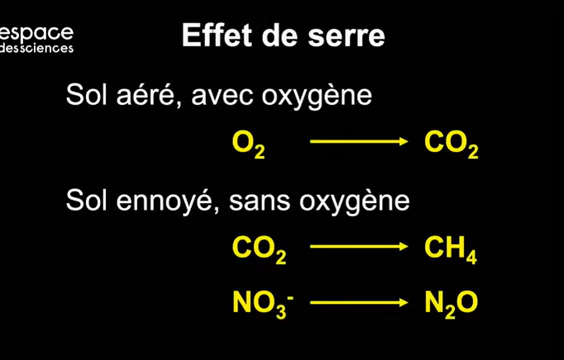 espace
des sciences
Effet de serre
Sol aéré, avec oxygène
O₂ → CO₂
Sol ennoyé, sans oxygène
CO₂ → CH₄
NO₃⁻ → N₂O